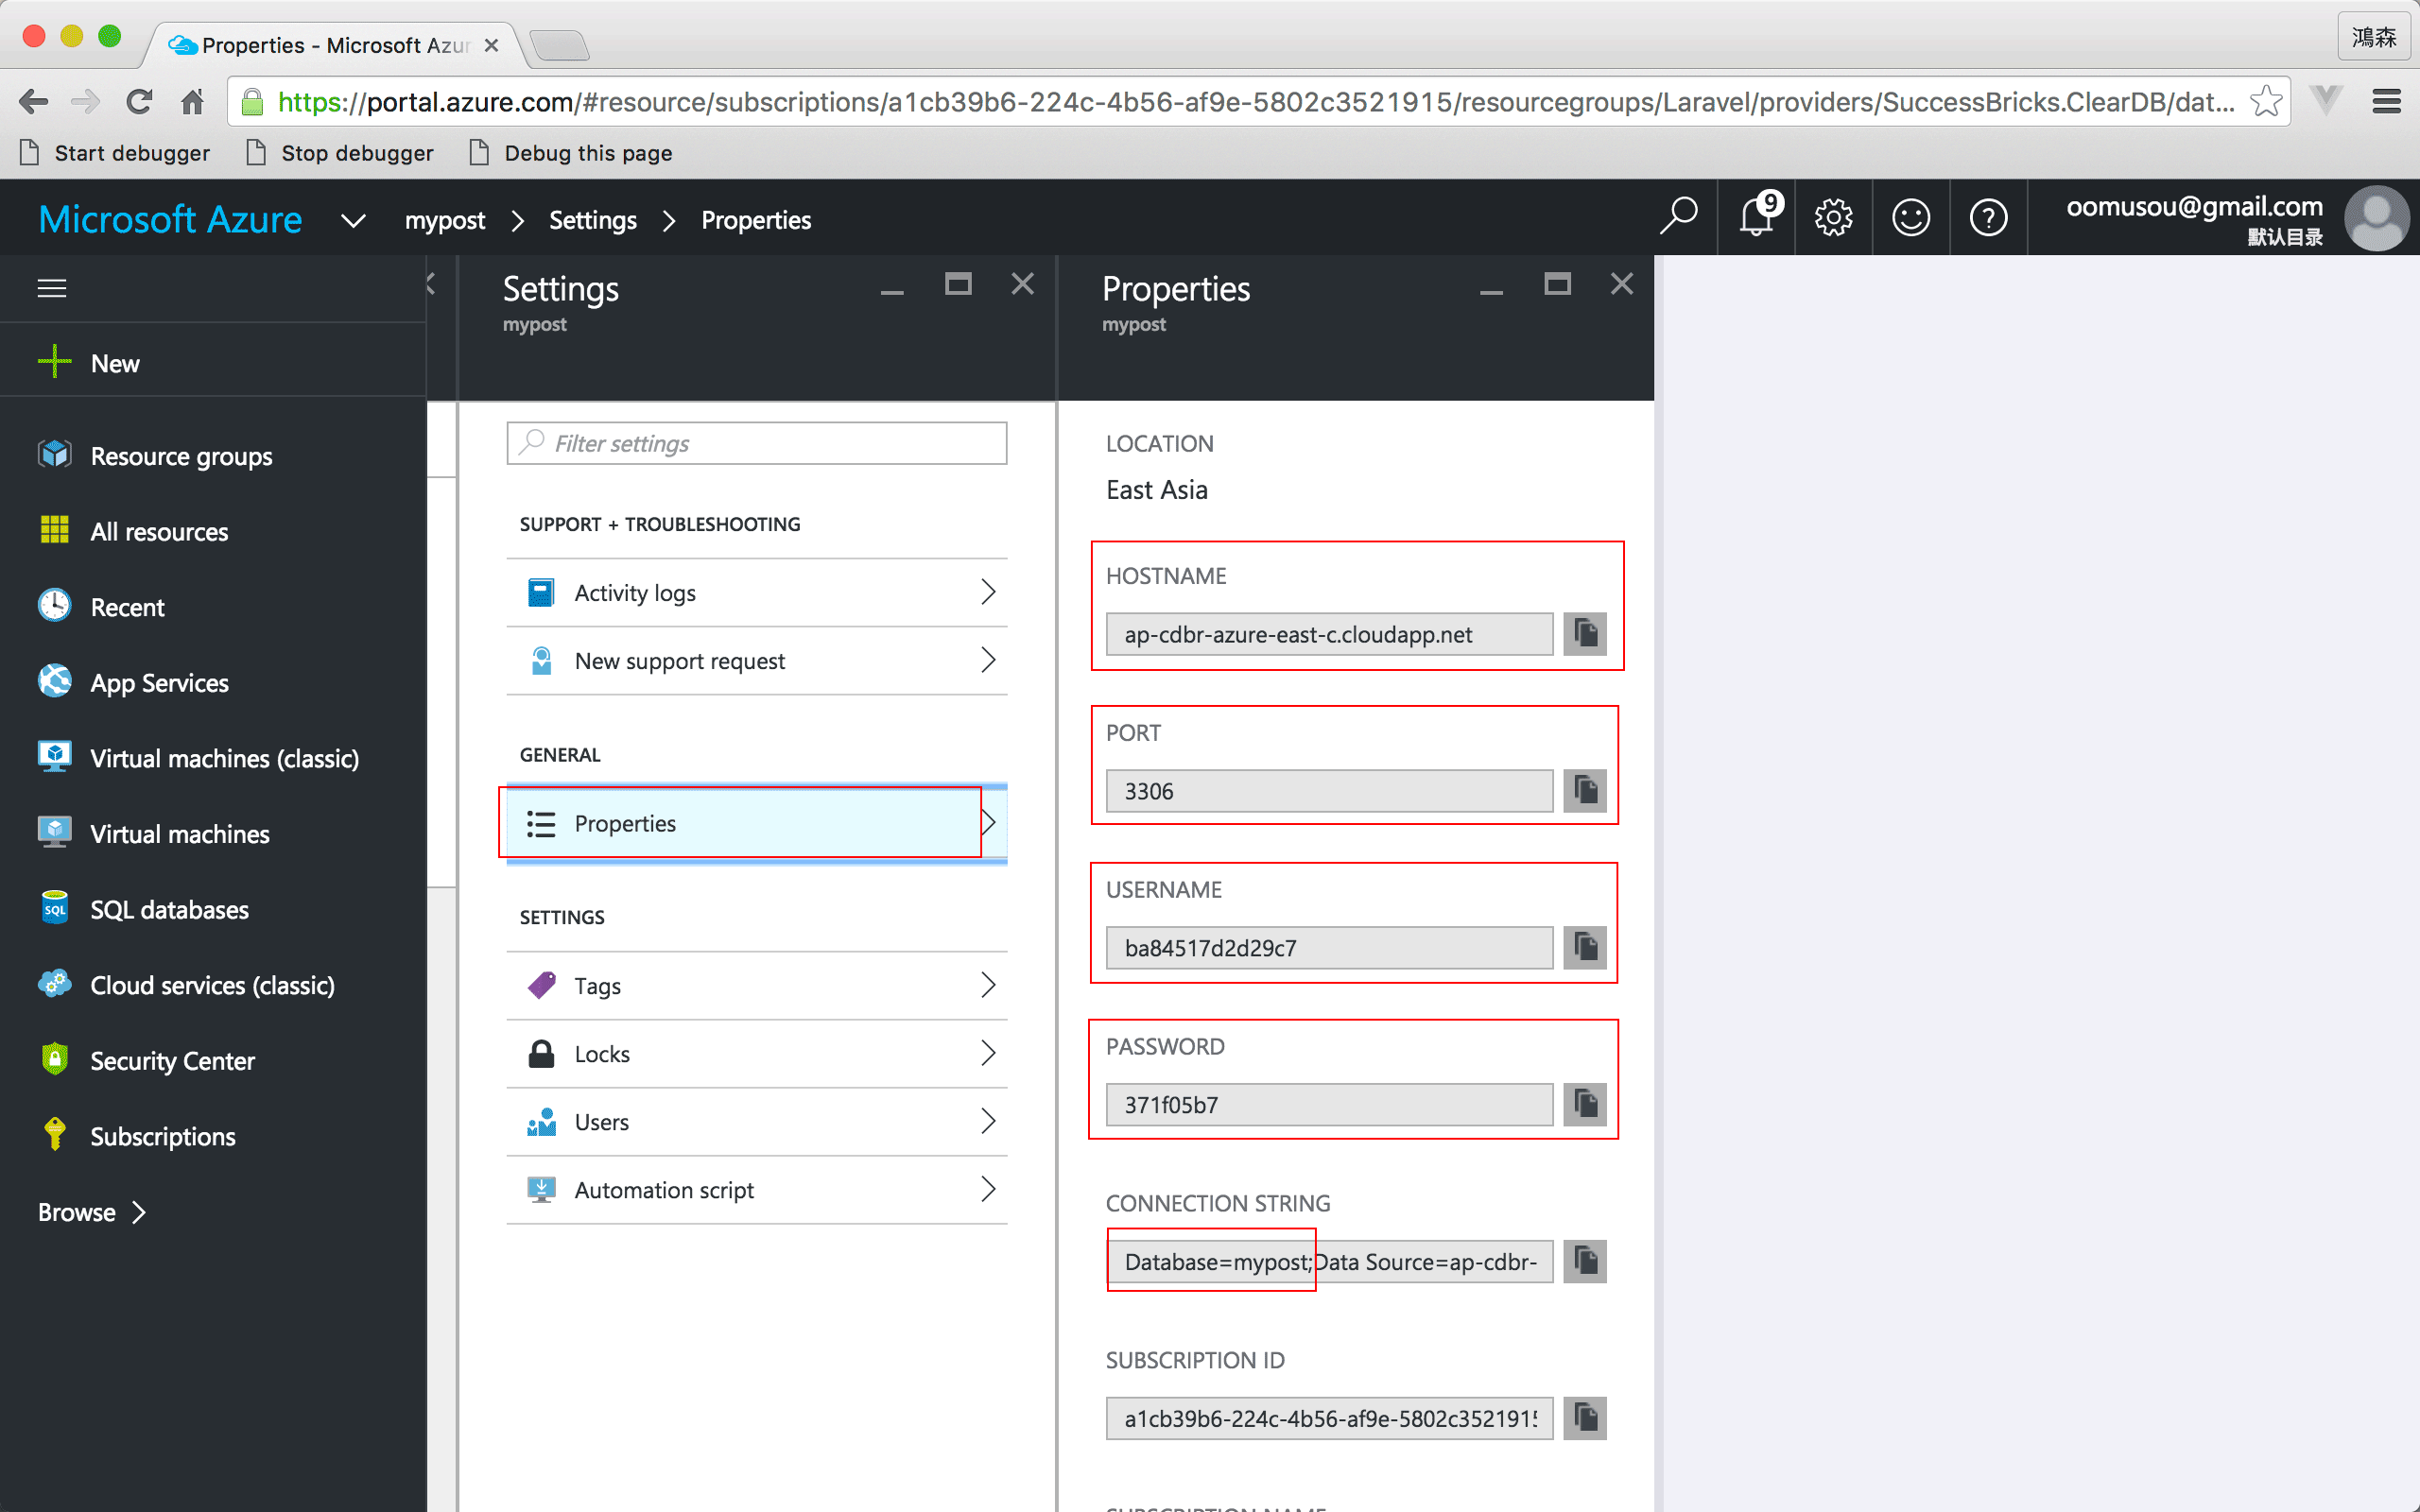 Properties - Microsoft Azur
鴻森
https://portal.azure.com/#resource/subscriptions/a1cb39b6-224c-4b56-af9e-5802c3521915/resourcegroups/Laravel/providers/SuccessBricks.ClearDB/dat...
Start debugger
Stop debugger
Debug this page
Microsoft Azure
mypost
Settings
Properties
9
oomusou@gmail.com
默认目录
New
Resource groups
All resources
Recent
App Services
Virtual machines (classic)
Virtual machines
SQL
SQL databases
Cloud services (classic)
Security Center
Subscriptions
Browse
Settings
mypost
Filter settings
SUPPORT + TROUBLESHOOTING
Activity logs
New support request
GENERAL
Properties
SETTINGS
Tags
Locks
Users
Automation script
Properties
mypost
LOCATION
East Asia
HOSTNAME
ap-cdbr-azure-east-c.cloudapp.net
PORT
3306
USERNAME
ba84517d2d29c7
PASSWORD
371f05b7
CONNECTION STRING
Database=mypost;Data Source=ap-cdbr-
SUBSCRIPTION ID
a1cb39b6-224c-4b56-af9e-5802c3521915
SUBSCRIPTION NAME